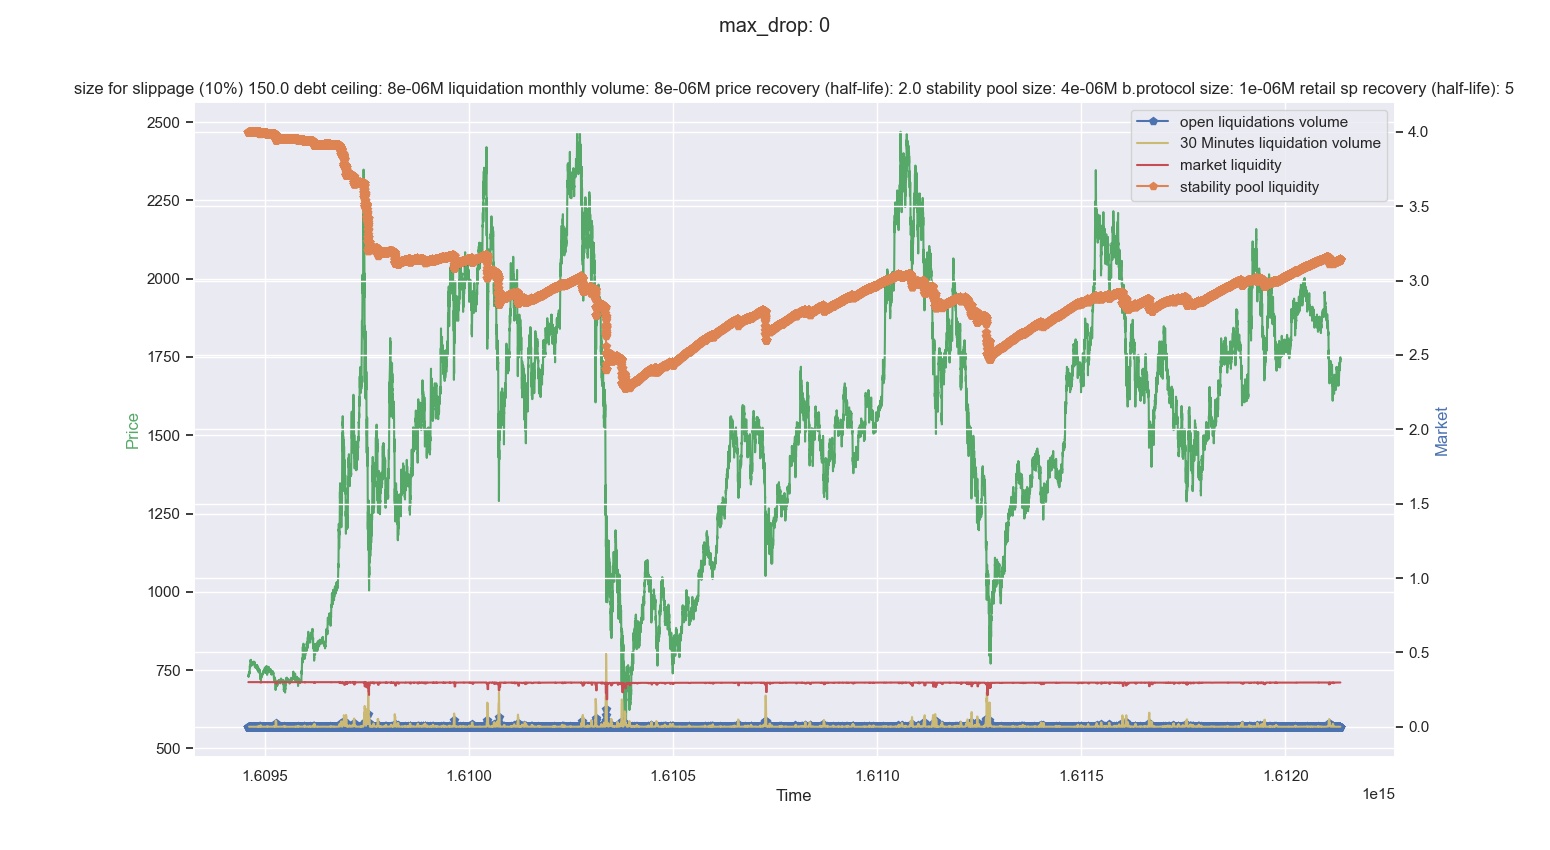 max_drop: 0
size for slippage (10%) 150.0 debt ceiling: 8e-06M liquidation monthly volume: 8e-06M price recovery (half-life): 2.0 stability pool size: 4e-06M b.protocol size: 1e-06M retail sp recovery (half-life): 5
open liquidations volume
30 Minutes liquidation volume
market liquidity
stability pool liquidity
2500
2250
2000
1750
1500
1250
1000
750
500
Price
4.0
3.5
3.0
2.5
2.0
1.5
1.0
0.5
0.0
Market
1.6095
1.6100
1.6105
1.6110
1.6115
1.6120
Time
1e15